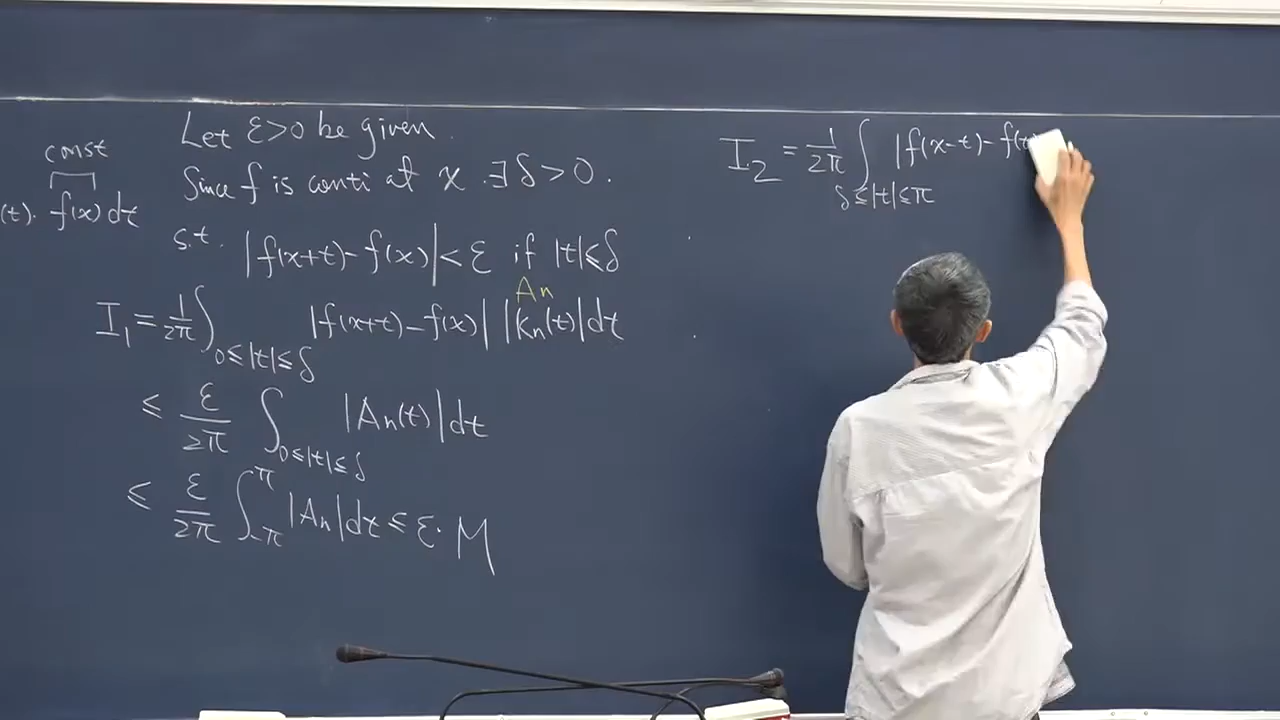 const
(t). f(x) dt
Let ε>0 be given.
Since f is conti at x. ∃ δ>0.
s.t. |f(x+t)-f(x)|<ε if |t|≤δ
An
I₁ = 1/2π ∫_{0≤|t|≤δ} |f(x+t)-f(x)| |Kn(t)|dt
≤ ε/2π ∫_{0≤|t|≤δ} |An(t)|dt
≤ ε/2π ∫_{-π}^{π} |An|dt ≤ ε·M
I₂ = 1/2π ∫_{δ≤|t|≤π} |f(x-t)-f(